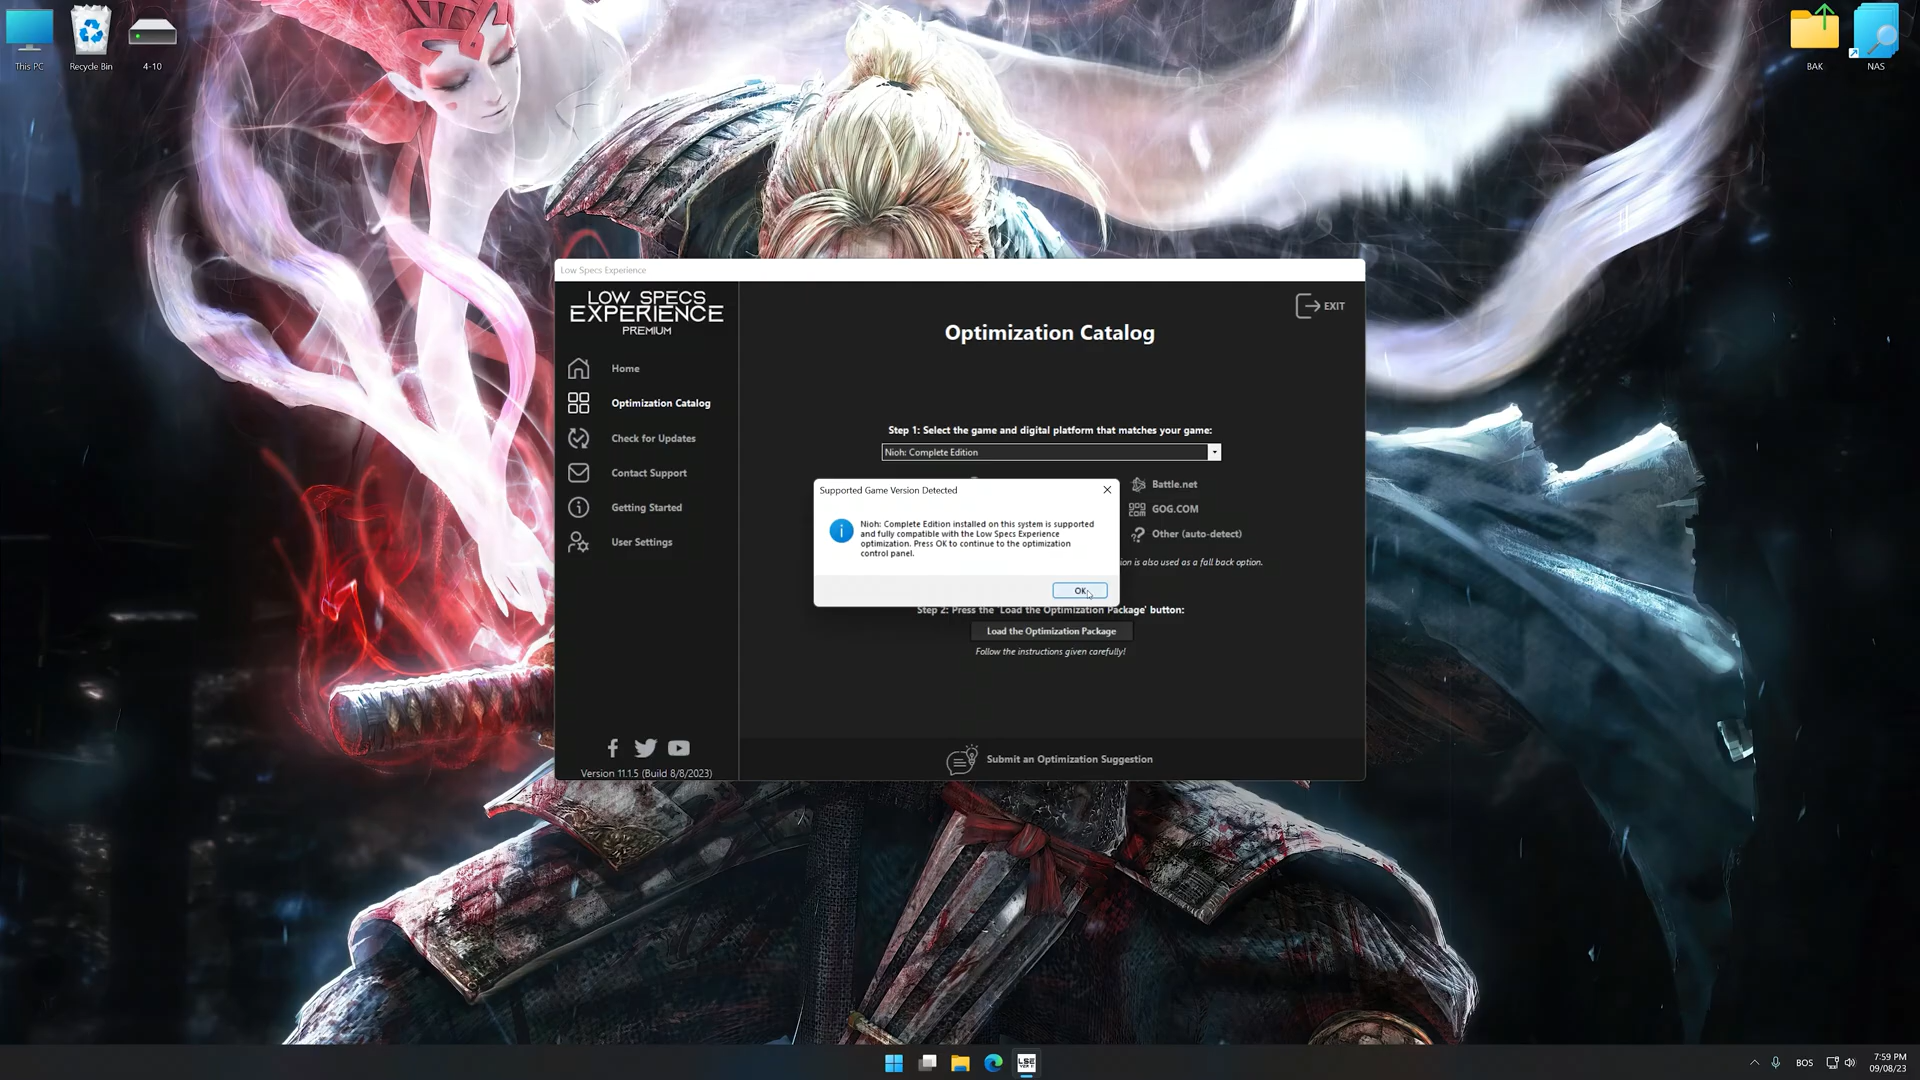 This PC
Recycle Bin
4-10
BAK
NAS
Low Specs Experience
LOW SPECS
EXPERIENCE
PREMIUM
EXIT
Optimization Catalog
Home
Optimization Catalog
Check for Updates
Contact Support
Getting Started
User Settings
Step 1: Select the game and digital platform that matches your game:
Nioh: Complete Edition
Battle.net
GOG.COM
Other (auto-detect)
ion is also used as a fall back option.
Supported Game Version Detected
Nioh: Complete Edition installed on this system is supported
and fully compatible with the Low Specs Experience
optimization. Press OK to continue to the optimization
control panel.
OK
Step 2: Press the 'Load the Optimization Package' button:
Load the Optimization Package
Follow the instructions given carefully!
Submit an Optimization Suggestion
Version 11.1.5 (Build 8/8/2023)
LSE
BOS
7:59 PM
09/08/23